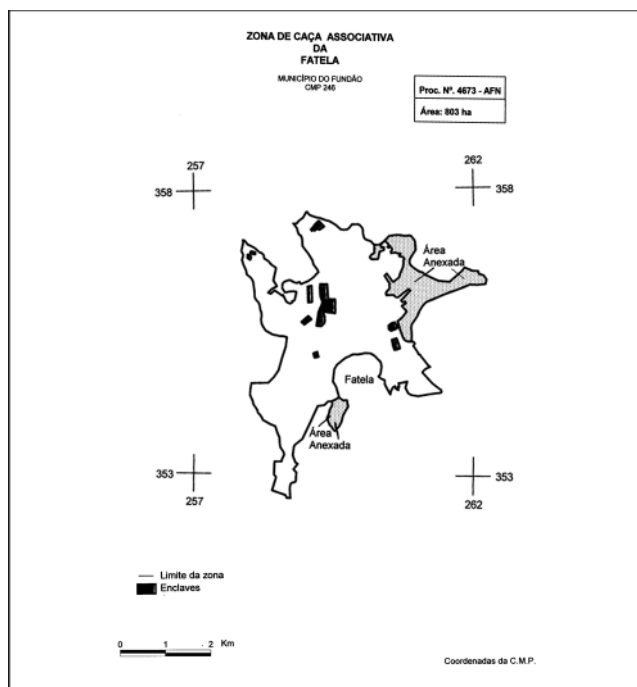 ZONA DE CAÇA ASSOCIATIVA
DA
FATELA
MUNICÍPIO DO FUNDÃO
CMP 246
Proc. Nº. 4673 - AFN
Área: 803 ha
257
358
262
358
Área
Anexada
Fatela
Área
Anexada
353
257
353
262
Limite da zona
Enclaves
0 1 2 Km
Coordenadas da C.M.P.